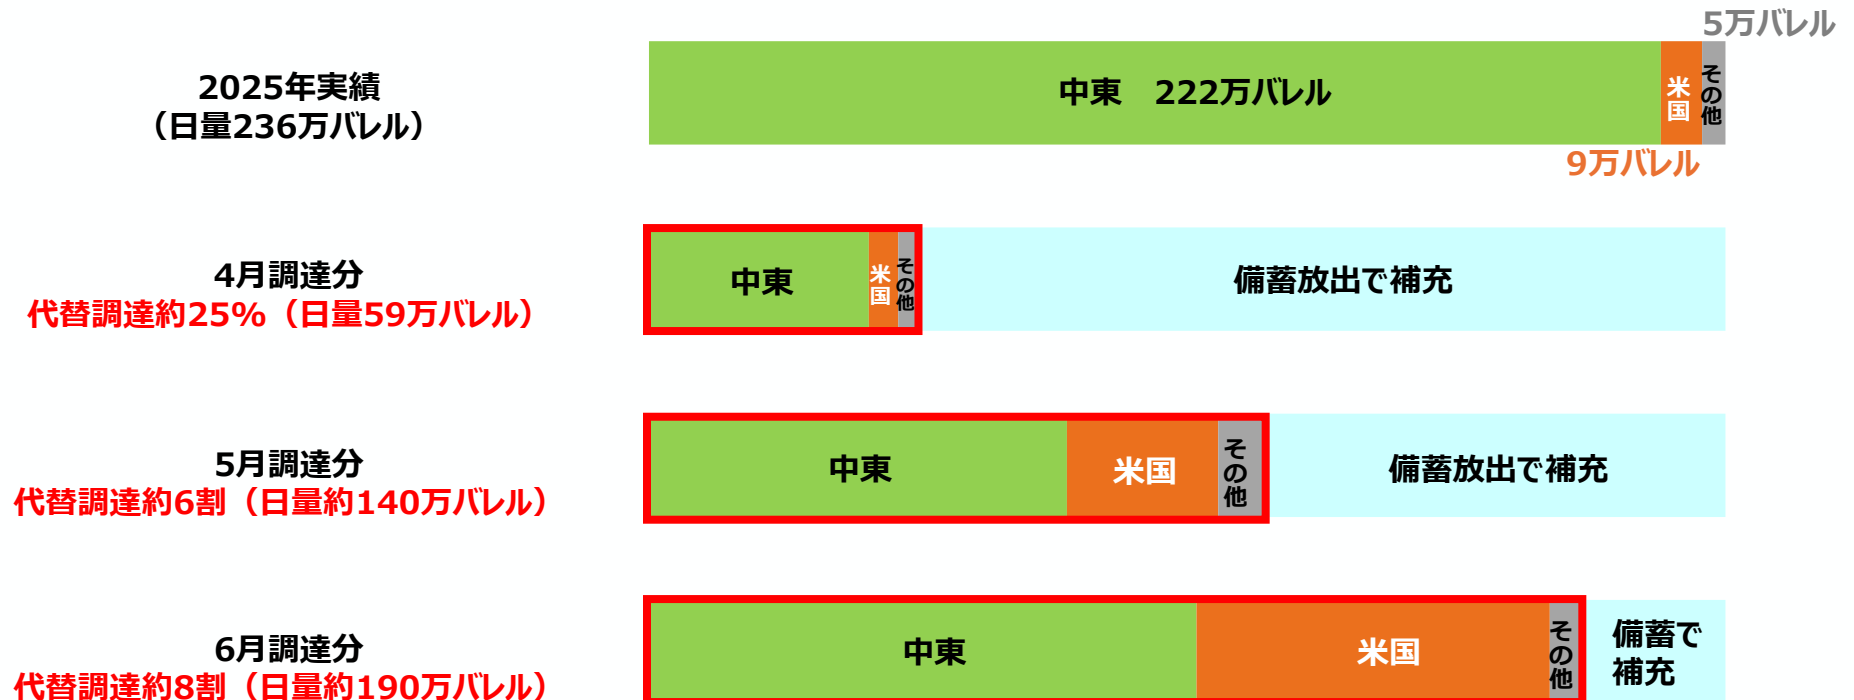 5万バレル
2025年実績
（日量236万バレル）
中東　222万バレル
米国
その他
9万バレル
4月調達分
代替調達約25%（日量59万バレル）
中東
米国
その他
備蓄放出で補充
5月調達分
代替調達約6割（日量約140万バレル）
中東
米国
その他
備蓄放出で補充
6月調達分
代替調達約8割（日量約190万バレル）
中東
米国
その他
備蓄で
補充